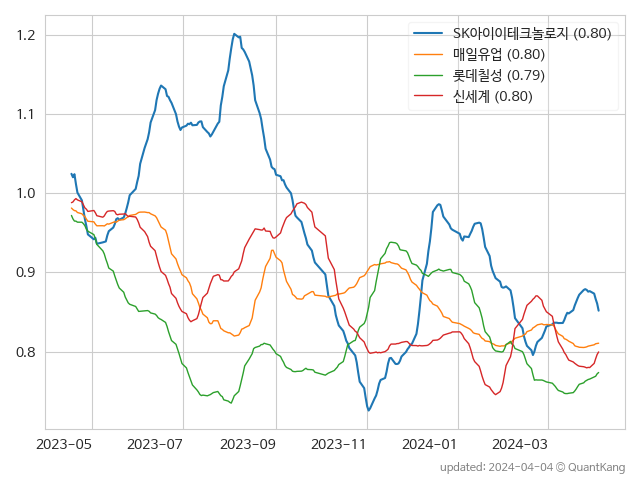 SK아이이테크놀로지 (0.80)
매일유업 (0.80)
롯데칠성 (0.79)
신세계 (0.80)
1.2
1.1
1.0
0.9
0.8
2023-05 2023-07 2023-09 2023-11 2024-01 2024-03
updated: 2024-04-04 © QuantKang